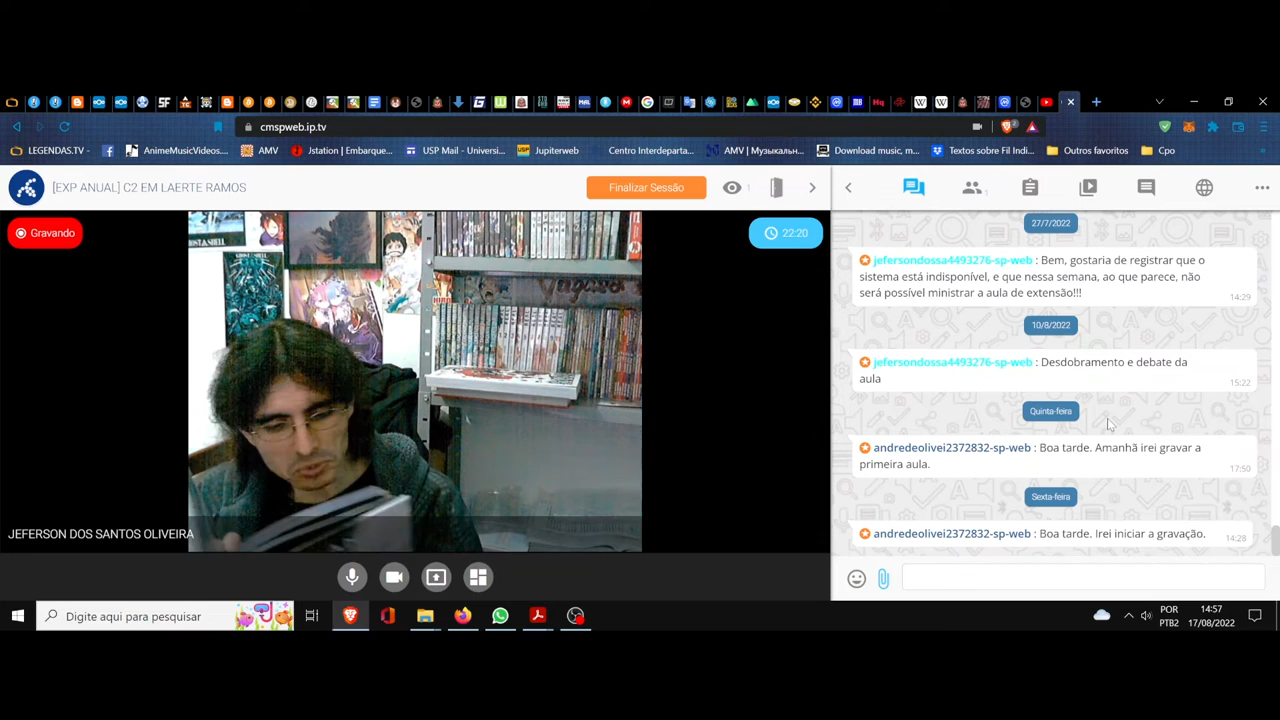 cmspweb.ip.tv
2
LEGENDAS.TV -
AnimeMusicVideos....
AMV
Jstation | Embarque...
USP Mail - Universi...
Jupiterweb
Centro Interdeparta...
AMV | Музыкальн...
Download music, m...
Textos sobre Fil Indi...
Outros favoritos
Cpo
[EXP ANUAL] C2 EM LAERTE RAMOS
Finalizar Sessão
1
1
Gravando
22:20
JEFERSON DOS SANTOS OLIVEIRA
27/7/2022
jefersondossa4493276-sp-web : Bem, gostaria de registrar que o
sistema está indisponível, e que nessa semana, ao que parece, não
será possível ministrar a aula de extensão!!!
14:29
10/8/2022
jefersondossa4493276-sp-web : Desdobramento e debate da
aula
15:22
Quinta-feira
andredeolivei2372832-sp-web : Boa tarde. Amanhã irei gravar a
primeira aula.
17:50
Sexta-feira
andredeolivei2372832-sp-web : Boa tarde. Irei iniciar a gravação.
14:28
Digite aqui para pesquisar
POR
PTB2
14:57
17/08/2022